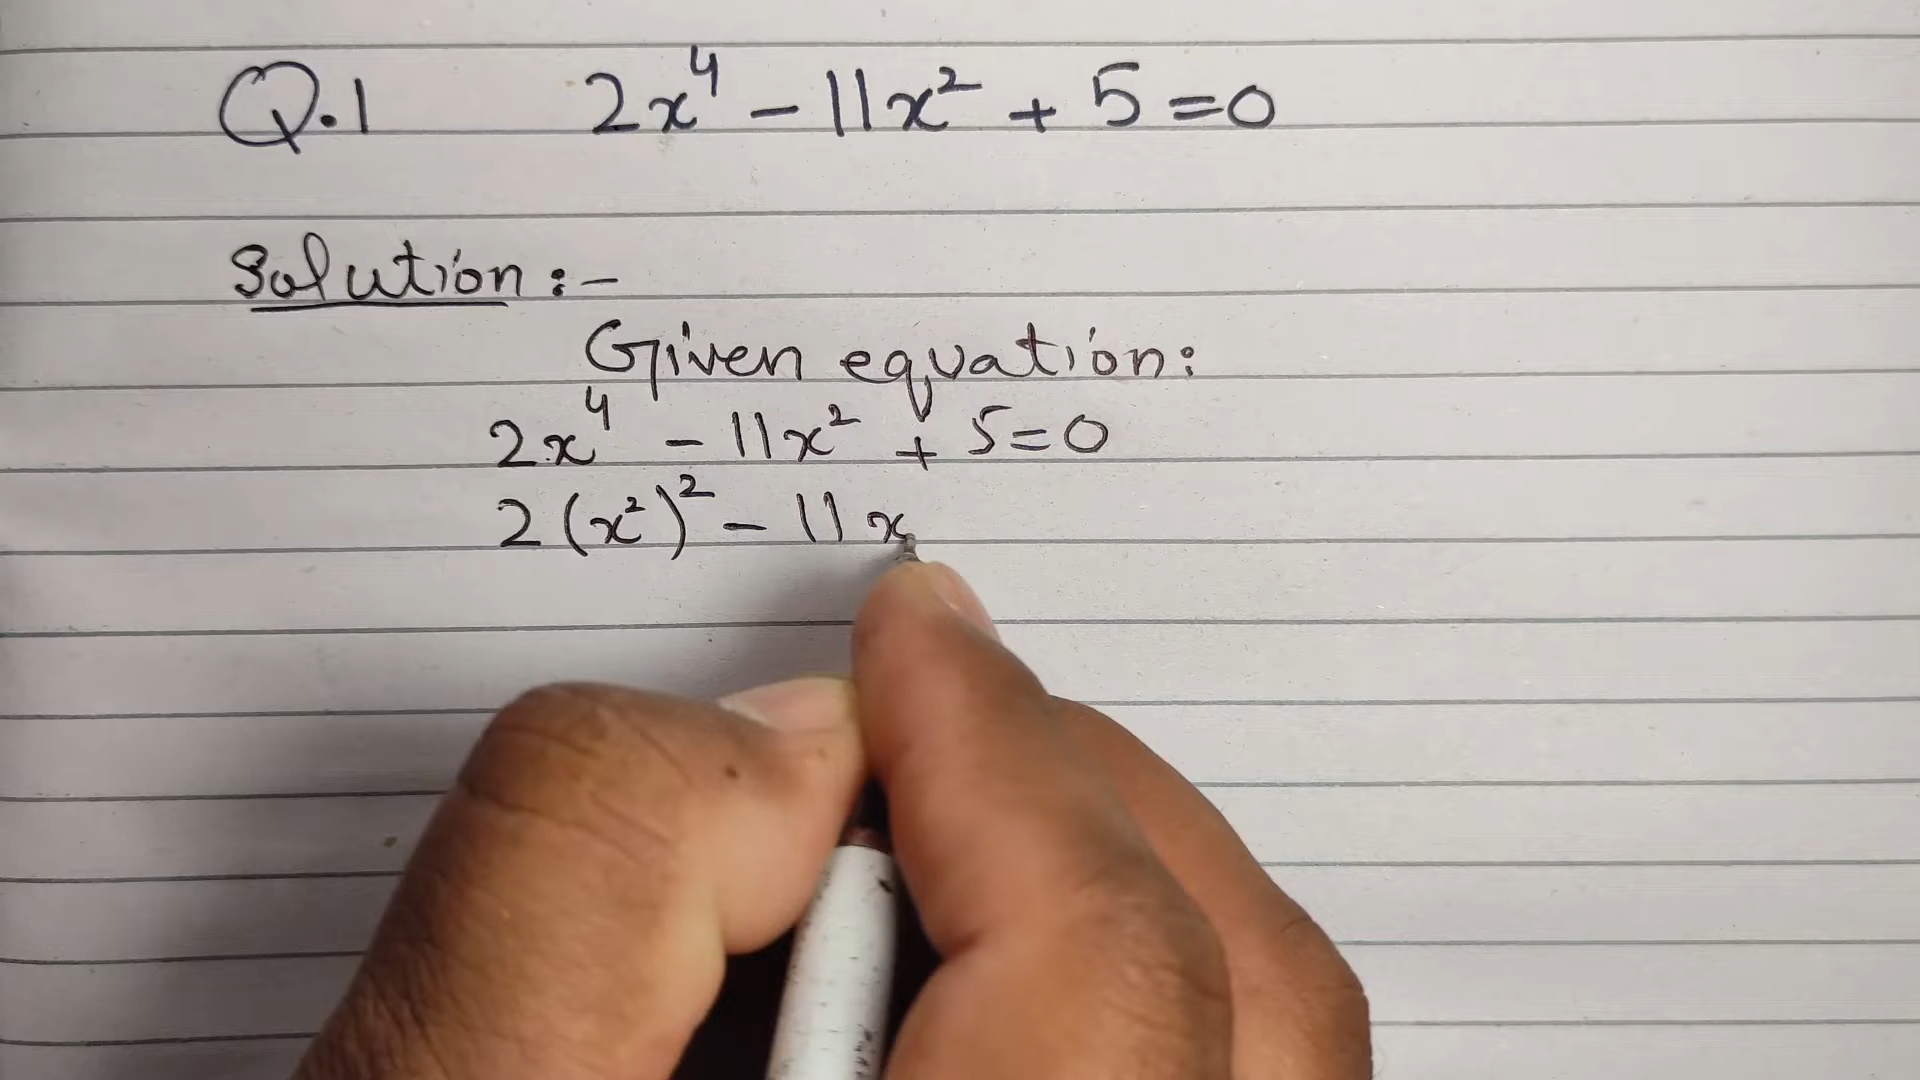 Q.1 2x⁴ - 11x² + 5 = 0
Solution :-
Given equation:
2x⁴ - 11x² + 5 = 0
2(x²)² - 11x